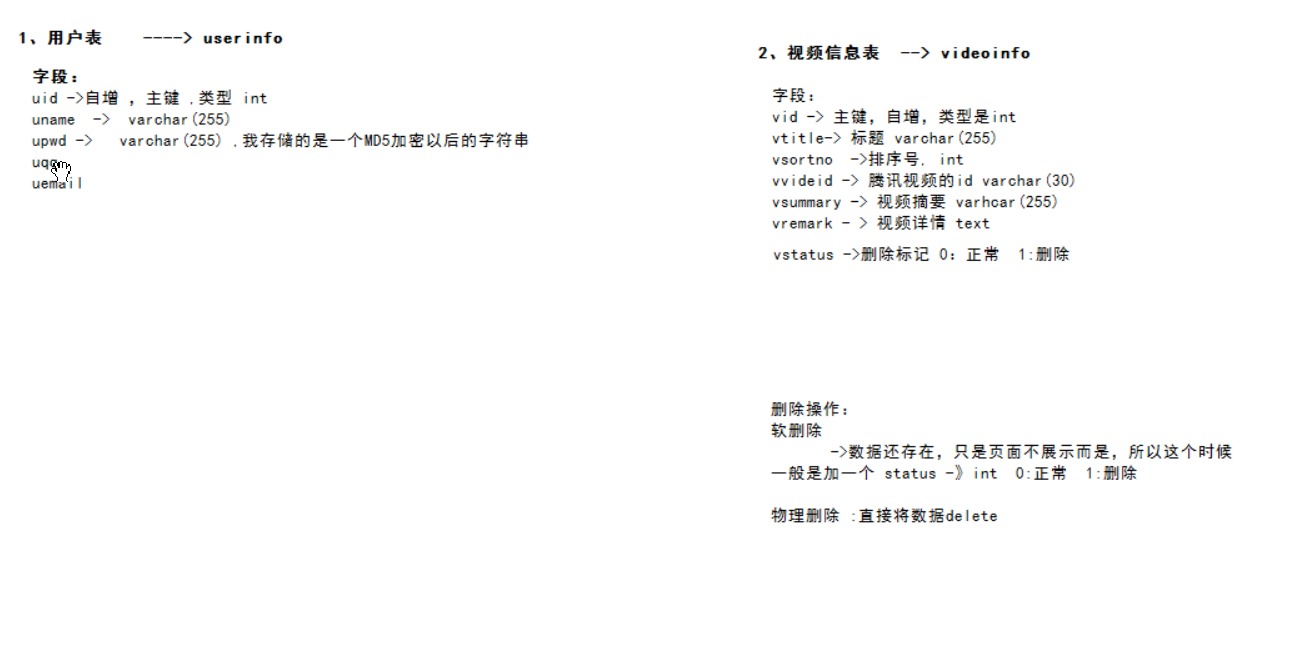 1、用户表 ----> userinfo
字段：
uid ->自增 ，主键 ,类型 int
uname -> varchar(255)
upwd -> varchar(255) ,我存储的是一个MD5加密以后的字符串
uemail
2、视频信息表 --> videoinfo
字段：
vid -> 主键，自增，类型是int
vtitle-> 标题 varchar(255)
vsortno ->排序号, int
vvideid -> 腾讯视频的id varchar(30)
vsummary -> 视频摘要 varhcar(255)
vremark - > 视频详情 text
vstatus ->删除标记 0：正常 1:删除
删除操作：
软删除
->数据还存在，只是页面不展示而是，所以这个时候
一般是加一个 status -》int 0:正常 1:删除
物理删除 :直接将数据delete